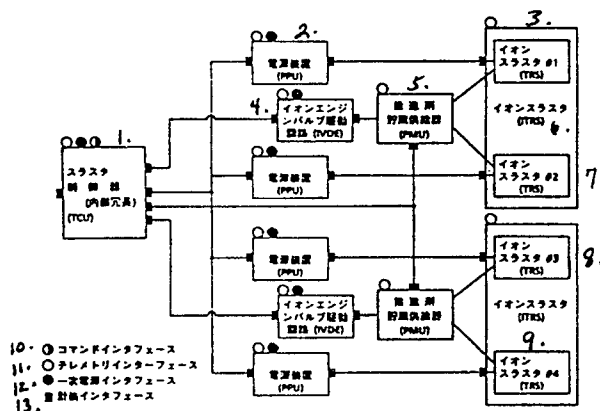 2.
電源装置
(PPU)
3.
イオン
スラスタ #1
(TRS)
4.
イオンエンジン
バルブ駆動
回路 (IVDE)
5.
推進剤
貯蔵供給器
(PMU)
イオンスラスタ
(ITRS)
6.
1.
スラスタ
制御器
(内部冗長)
(TCU)
電源装置
(PPU)
イオン
スラスタ #2
(TRS)
7
電源装置
(PPU)
イオン
スラスタ #3
(TRS)
8.
イオンエンジ
ンバルブ駆動
回路 (IVDE)
推進剤
貯蔵供給器
(PMU)
イオンスラスタ
(ITRS)
9.
電源装置
(PPU)
イオン
スラスタ #4
(TRS)
10. コマンドインタフェース
11. テレメトリインターフェース
12. 一次電源インタフェース
13. 計装インタフェース